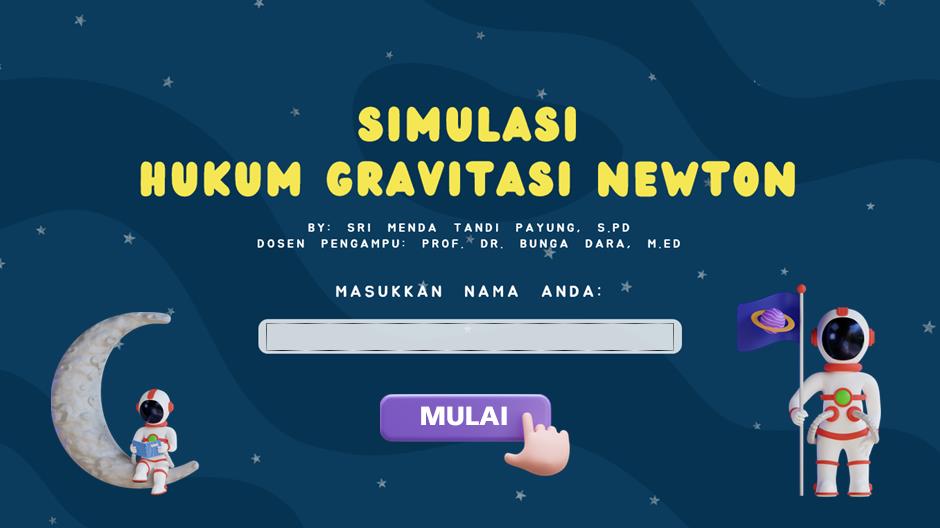 SIMULASI
HUKUM GRAVITASI NEWTON
BY: SRI MENDA TANDI PAYUNG, S.PD
DOSEN PENGAMPU: PROF. DR. BUNGA DARA, M.ED
MASUKKAN NAMA ANDA:
MULAI